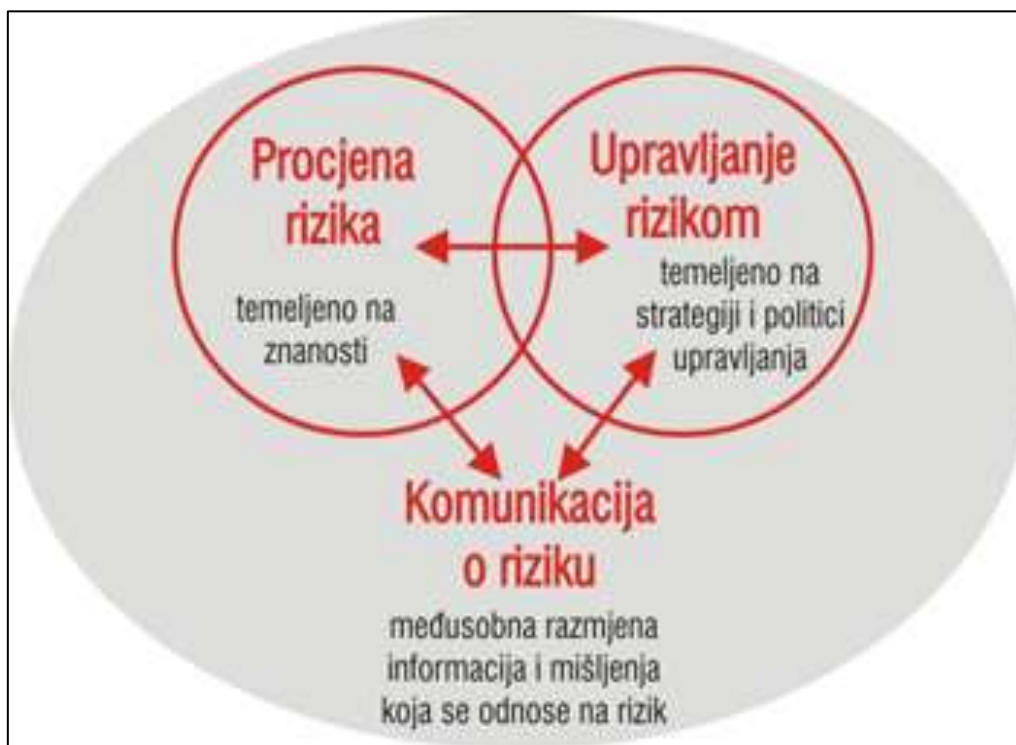 Procjena
rizika
temeljeno na
znanosti
Upravljanje
rizikom
temeljeno na
strategiji i politici
upravljanja
Komunikacija
o riziku
međusobna razmjena
informacija i mišljenja
koja se odnose na rizik